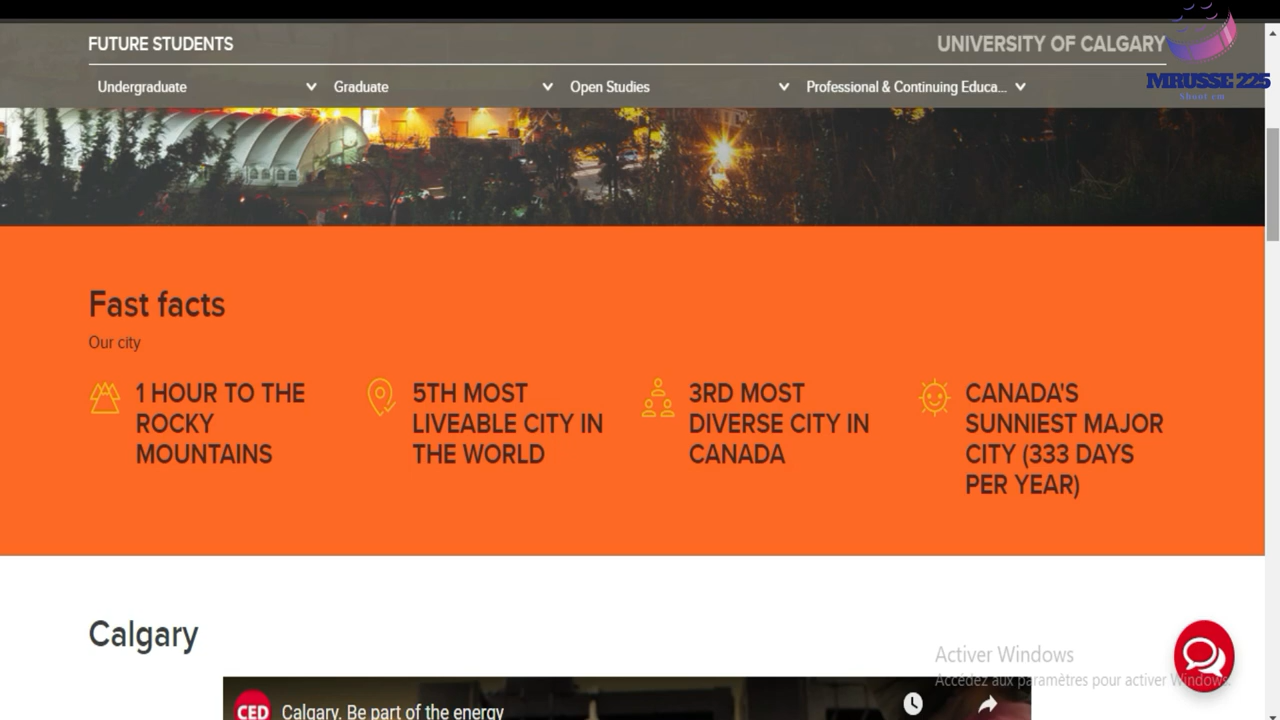 FUTURE STUDENTS
UNIVERSITY OF CALGARY
MRUSSE 225
Shoot em
Undergraduate
Graduate
Open Studies
Professional & Continuing Educa...
Fast facts
Our city
1 HOUR TO THE
ROCKY
MOUNTAINS
5TH MOST
LIVEABLE CITY IN
THE WORLD
3RD MOST
DIVERSE CITY IN
CANADA
CANADA'S
SUNNIEST MAJOR
CITY (333 DAYS
PER YEAR)
Calgary
Activer Windows
Accédez aux paramètres pour activer Windows.
CED
Calgary. Be part of the energy